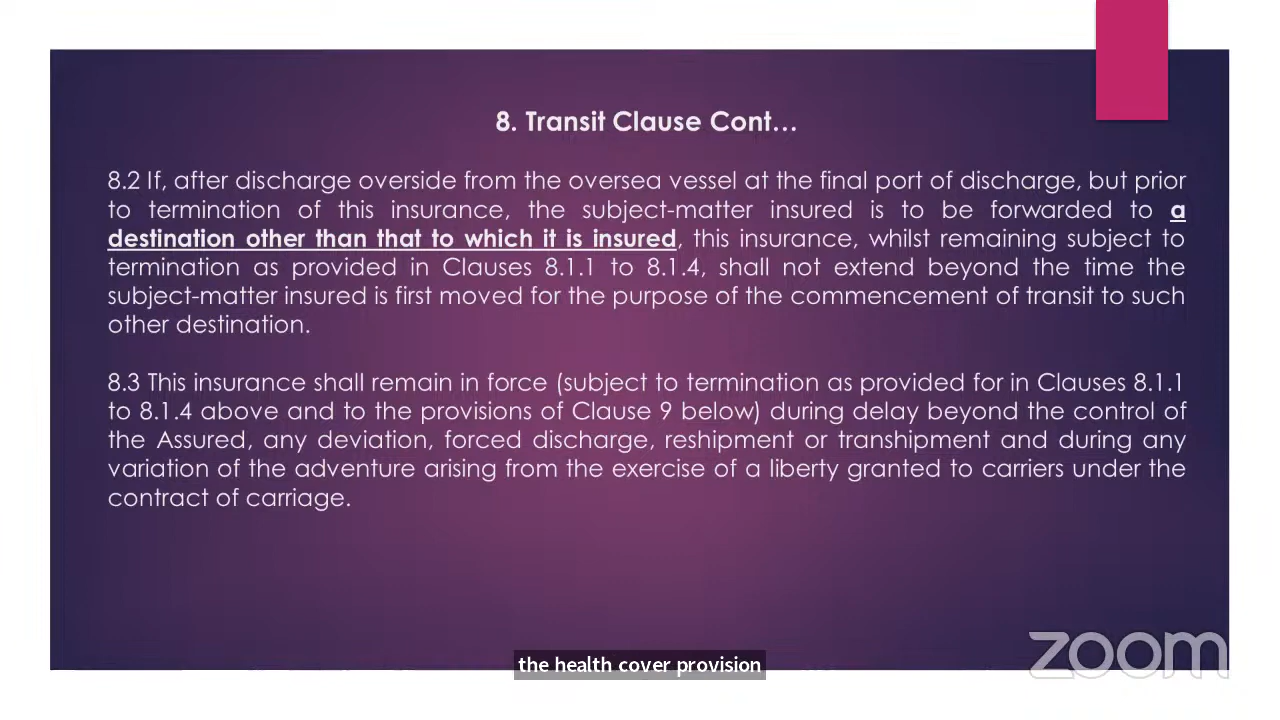 8. Transit Clause Cont…
8.2 If, after discharge overside from the oversea vessel at the final port of discharge, but prior
to termination of this insurance, the subject-matter insured is to be forwarded to a
destination other than that to which it is insured, this insurance, whilst remaining subject to
termination as provided in Clauses 8.1.1 to 8.1.4, shall not extend beyond the time the
subject-matter insured is first moved for the purpose of the commencement of transit to such
other destination.
8.3 This insurance shall remain in force (subject to termination as provided for in Clauses 8.1.1
to 8.1.4 above and to the provisions of Clause 9 below) during delay beyond the control of
the Assured, any deviation, forced discharge, reshipment or transhipment and during any
variation of the adventure arising from the exercise of a liberty granted to carriers under the
contract of carriage.
zoom
the health cover provision